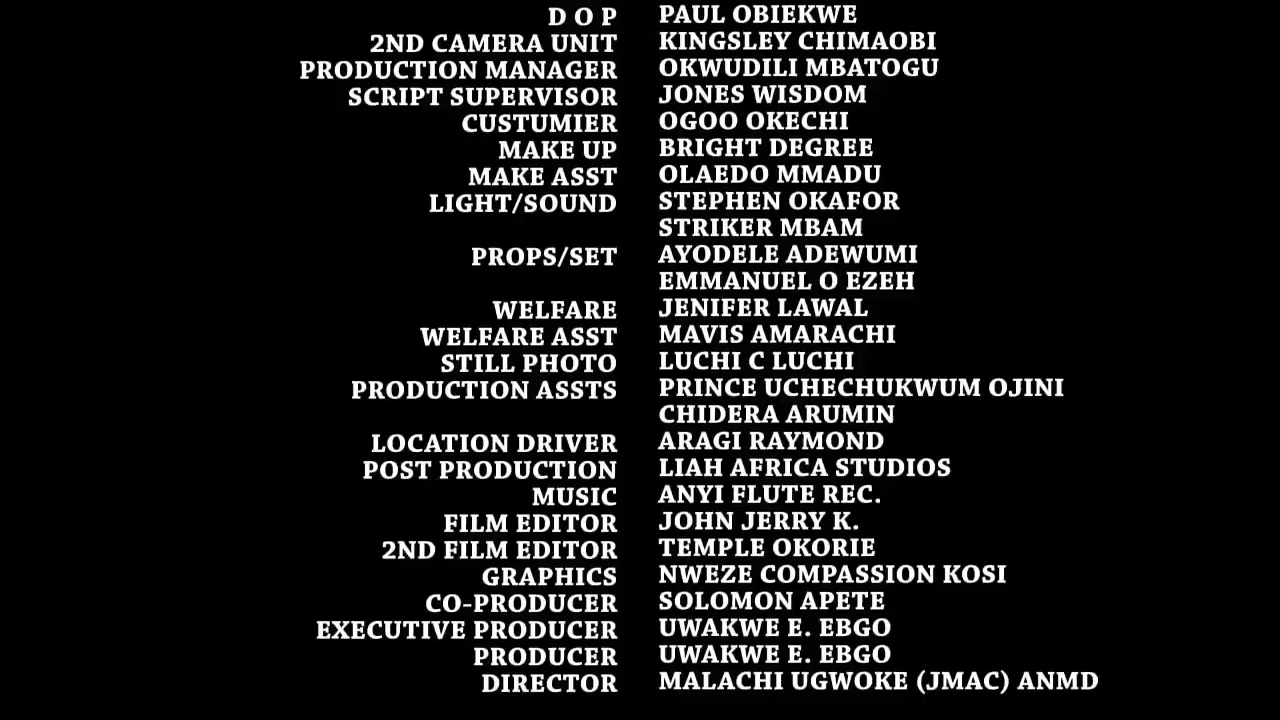 D O P PAUL OBIEKWE
2ND CAMERA UNIT KINGSLEY CHIMAOBI
PRODUCTION MANAGER OKWUDILI MBATOGU
SCRIPT SUPERVISOR JONES WISDOM
CUSTUMIER OGOO OKECHI
MAKE UP BRIGHT DEGREE
MAKE ASST OLAEDO MMADU
LIGHT/SOUND STEPHEN OKAFOR
STRIKER MBAM
PROPS/SET AYODELE ADEWUMI
EMMANUEL O EZEH
WELFARE JENIFER LAWAL
WELFARE ASST MAVIS AMARACHI
STILL PHOTO LUCHI C LUCHI
PRODUCTION ASSTS PRINCE UCHECHUKWUM OJINI
CHIDERA ARUMIN
LOCATION DRIVER ARAGI RAYMOND
POST PRODUCTION LIAH AFRICA STUDIOS
MUSIC ANYI FLUTE REC.
FILM EDITOR JOHN JERRY K.
2ND FILM EDITOR TEMPLE OKORIE
GRAPHICS NWEZE COMPASSION KOSI
CO-PRODUCER SOLOMON APETE
EXECUTIVE PRODUCER UWAKWE E. EBGO
PRODUCER UWAKWE E. EBGO
DIRECTOR MALACHI UGWOKE (JMAC) ANMD